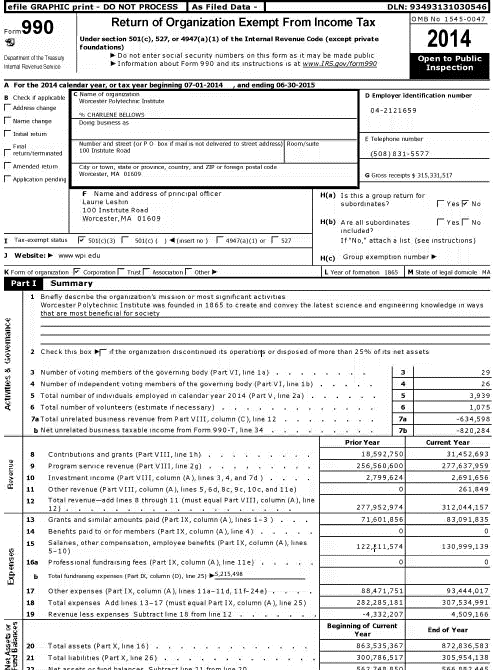 efile GRAPHIC print - DO NOT PROCESS As Filed Data - DLN: 93493131030546
Form 990
Department of the Treasury
Internal Revenue Service
Return of Organization Exempt From Income Tax
Under section 501(c), 527, or 4947(a)(1) of the Internal Revenue Code (except private foundations)
▶ Do not enter social security numbers on this form as it may be made public
▶ Information about Form 990 and its instructions is at www.IRS.gov/form990
OMB No 1545-0047
2014
Open to Public Inspection
A For the 2014 calendar year, or tax year beginning 07-01-2014 , and ending 06-30-2015
B Check if applicable
Address change
Name change
Initial return
Final return/terminated
Amended return
Application pending
C Name of organization
Worcester Polytechnic Institute
% CHARLENE BELLOWS
Doing business as
Number and street (or P O box if mail is not delivered to street address) Room/suite
100 Institute Road
City or town, state or province, country, and ZIP or foreign postal code
Worcester, MA 01609
D Employer identification number
04-2121659
E Telephone number
(508) 831-5577
G Gross receipts $ 315,331,517
F Name and address of principal officer
Laurie Leshin
100 Institute Road
Worcester,MA 01609
H(a) Is this a group return for subordinates? Yes No
H(b) Are all subordinates included? Yes No
If "No," attach a list (see instructions)
H(c) Group exemption number ▶
I Tax-exempt status 501(c)(3) 501(c) ( ) ◀ (insert no ) 4947(a)(1) or 527
J Website: ▶ www wpi edu
K Form of organization Corporation Trust Association Other ▶
L Year of formation 1865 M State of legal domicile MA
Part I Summary
Activities & Governance
1 Briefly describe the organization's mission or most significant activities
Worcester Polytechnic Institute was founded in 1865 to create and convey the latest science and engineering knowledge in ways that are most beneficial for society
2 Check this box ▶ if the organization discontinued its operations or disposed of more than 25% of its net assets
3 Number of voting members of the governing body (Part VI, line 1a) 3 29
4 Number of independent voting members of the governing body (Part VI, line 1b) 4 26
5 Total number of individuals employed in calendar year 2014 (Part V, line 2a) 5 3,939
6 Total number of volunteers (estimate if necessary) 6 1,075
7a Total unrelated business revenue from Part VIII, column (C), line 12 7a -634,598
b Net unrelated business taxable income from Form 990-T, line 34 7b -820,284
Prior Year Current Year
Revenue
8 Contributions and grants (Part VIII, line 1h) 18,592,750 31,452,693
9 Program service revenue (Part VIII, line 2g) 256,560,600 277,637,959
10 Investment income (Part VIII, column (A), lines 3, 4, and 7d ) 2,799,624 2,691,656
11 Other revenue (Part VIII, column (A), lines 5, 6d, 8c, 9c, 10c, and 11e) 0 261,849
12 Total revenue—add lines 8 through 11 (must equal Part VIII, column (A), line 12) 277,952,974 312,044,157
Expenses
13 Grants and similar amounts paid (Part IX, column (A), lines 1-3 ) 71,601,856 83,091,835
14 Benefits paid to or for members (Part IX, column (A), line 4) 0 0
15 Salaries, other compensation, employee benefits (Part IX, column (A), lines 5-10) 122,211,574 130,999,139
16a Professional fundraising fees (Part IX, column (A), line 11e) 0 0
b Total fundraising expenses (Part IX, column (D), line 25) ▶ 5,215,498
17 Other expenses (Part IX, column (A), lines 11a-11d, 11f-24e) 88,471,751 93,444,017
18 Total expenses Add lines 13-17 (must equal Part IX, column (A), line 25) 282,285,181 307,534,991
19 Revenue less expenses Subtract line 18 from line 12 -4,332,207 4,509,166
Beginning of Current Year End of Year
Net Assets or Fund Balances
20 Total assets (Part X, line 16) 863,535,367 872,836,583
21 Total liabilities (Part X, line 26) 300,786,517 305,954,138
22 Net assets or fund balances Subtract line 21 from line 20